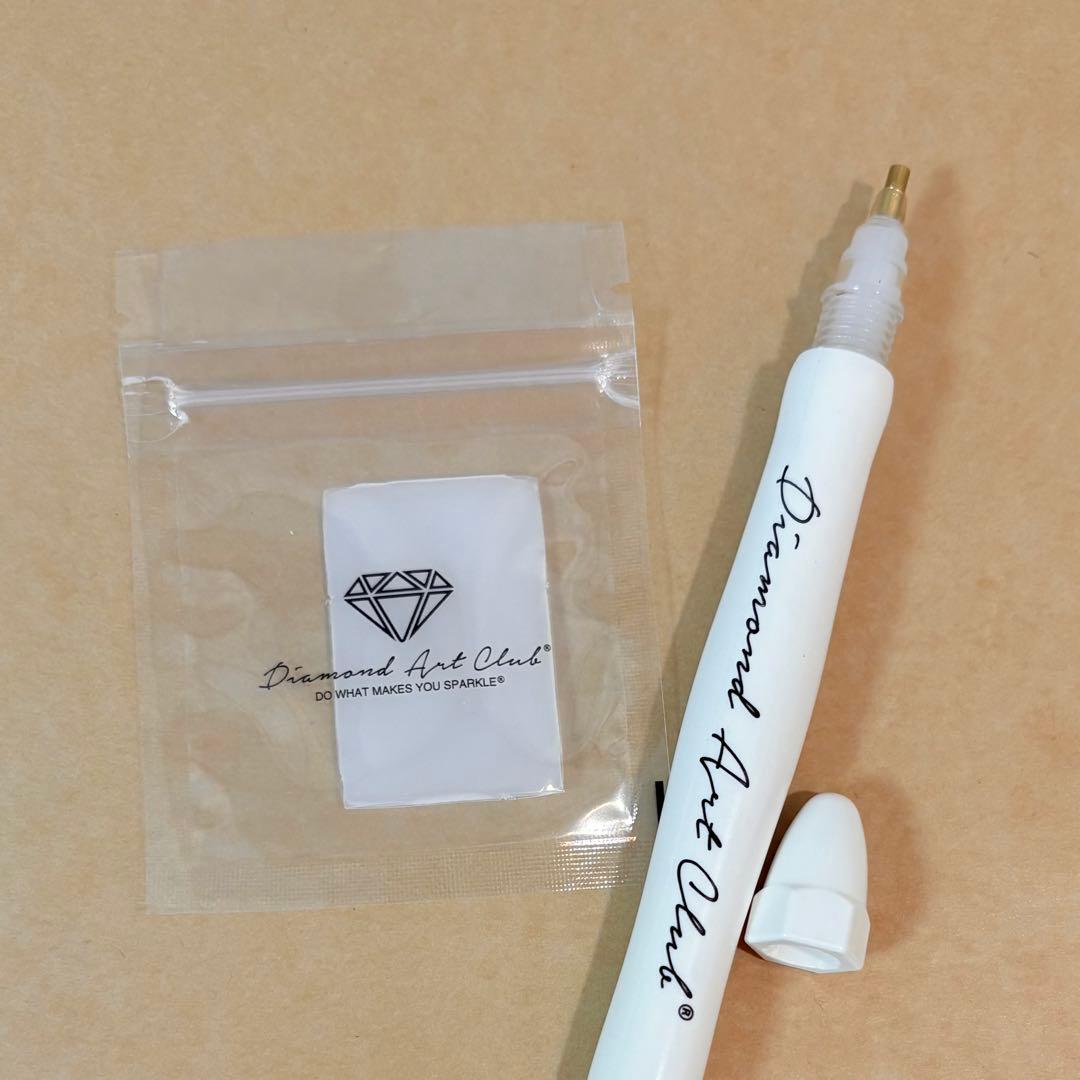 Diamond Art Club®
DO WHAT MAKES YOU SPARKLE®
Diamond Art Club®